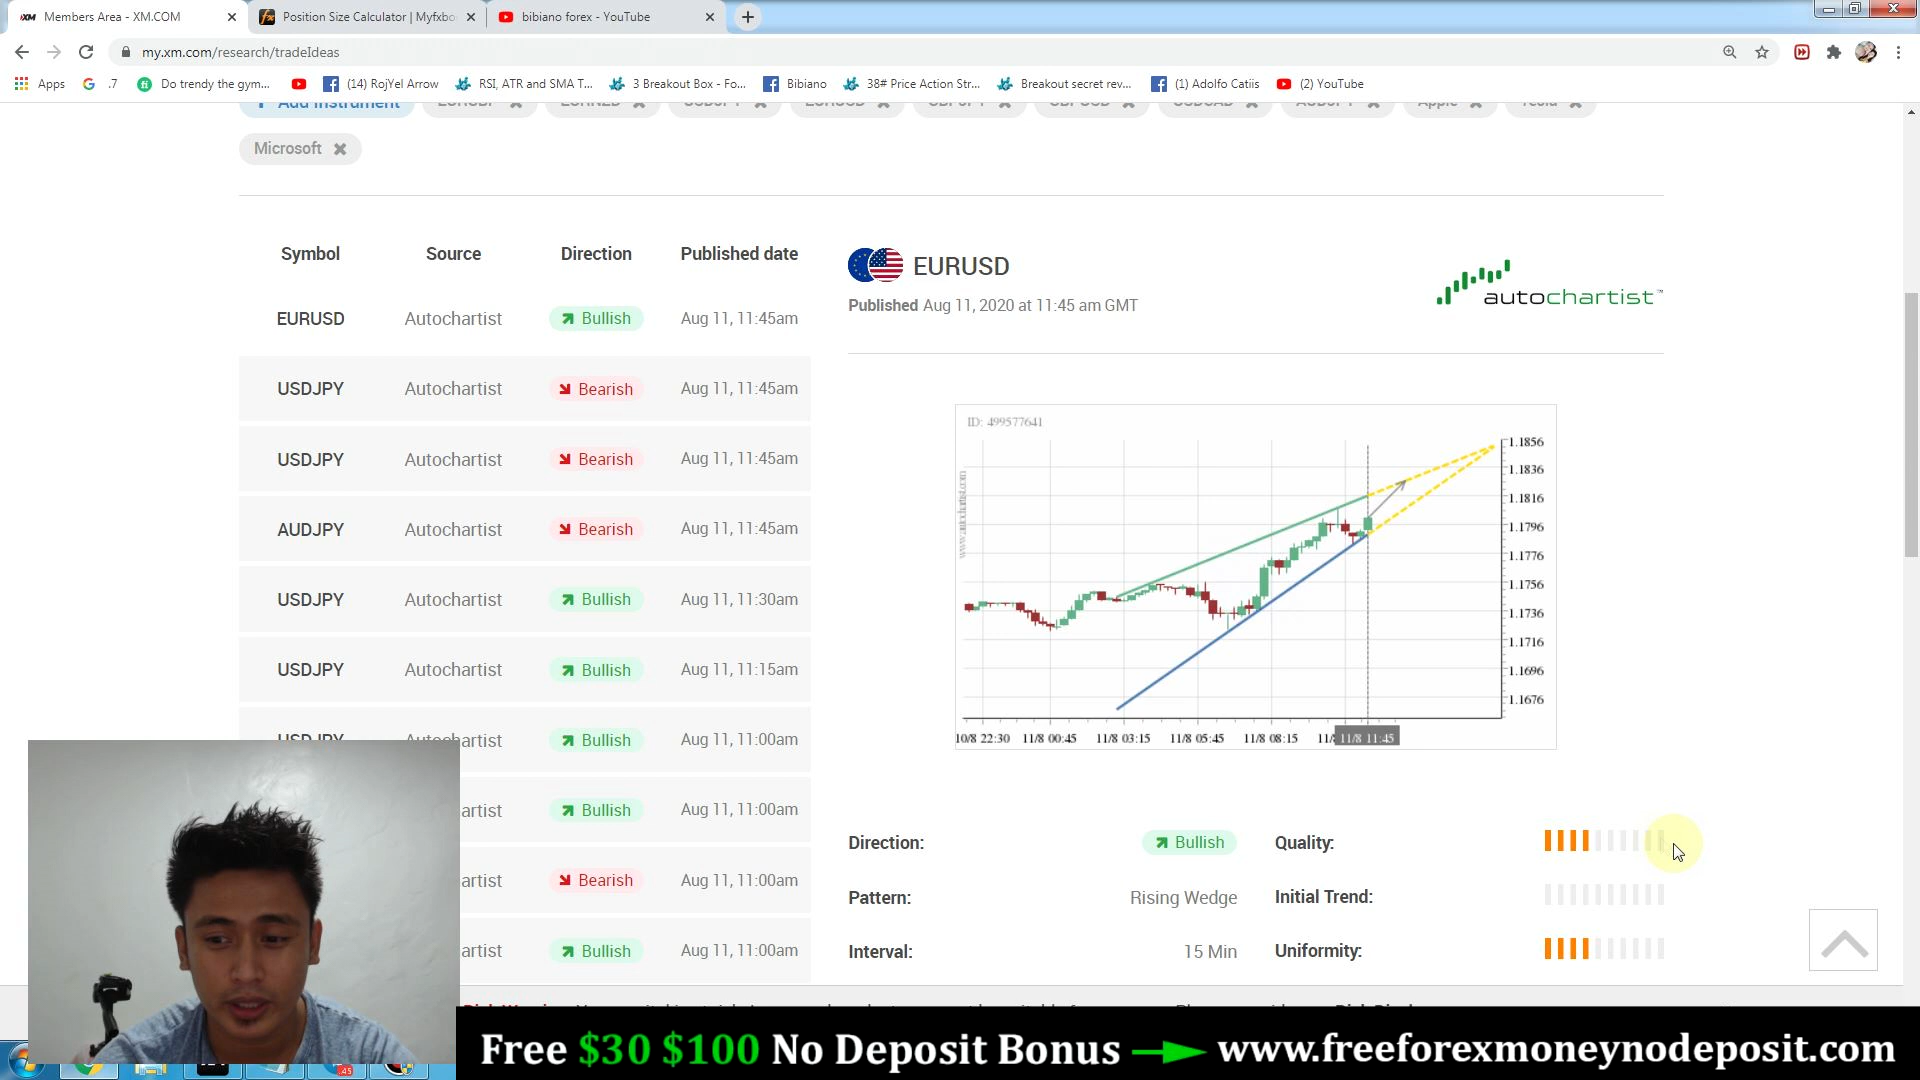 Members Area - XM.COM
Position Size Calculator | Myfxbo
bibiano forex - YouTube
my.xm.com/research/tradeIdeas
Apps
.7
Do trendy the gym...
(14) RojYel Arrow
RSI, ATR and SMA T...
3 Breakout Box - Fo...
Bibiano
38# Price Action Str...
Breakout secret rev...
(1) Adolfo Catiis
(2) YouTube
Add Instrument
Microsoft
Symbol Source Direction Published date
EURUSD Autochartist Bullish Aug 11, 11:45am
USDJPY Autochartist Bearish Aug 11, 11:45am
USDJPY Autochartist Bearish Aug 11, 11:45am
AUDJPY Autochartist Bearish Aug 11, 11:45am
USDJPY Autochartist Bullish Aug 11, 11:30am
USDJPY Autochartist Bullish Aug 11, 11:15am
USDJPY Autochartist Bullish Aug 11, 11:00am
artist Bullish Aug 11, 11:00am
artist Bearish Aug 11, 11:00am
artist Bullish Aug 11, 11:00am
EURUSD
Published Aug 11, 2020 at 11:45 am GMT
autochartist™
ID: 499577641
www.autochartist.com
1.1856
1.1836
1.1816
1.1796
1.1776
1.1756
1.1736
1.1716
1.1696
1.1676
10/8 22:30 11/8 00:45 11/8 03:15 11/8 05:45 11/8 08:15 11/8 11:45
Direction: Bullish
Quality:
Pattern: Rising Wedge
Initial Trend:
Interval: 15 Min
Uniformity:
Free $30 $100 No Deposit Bonus www.freeforexmoneynodeposit.com